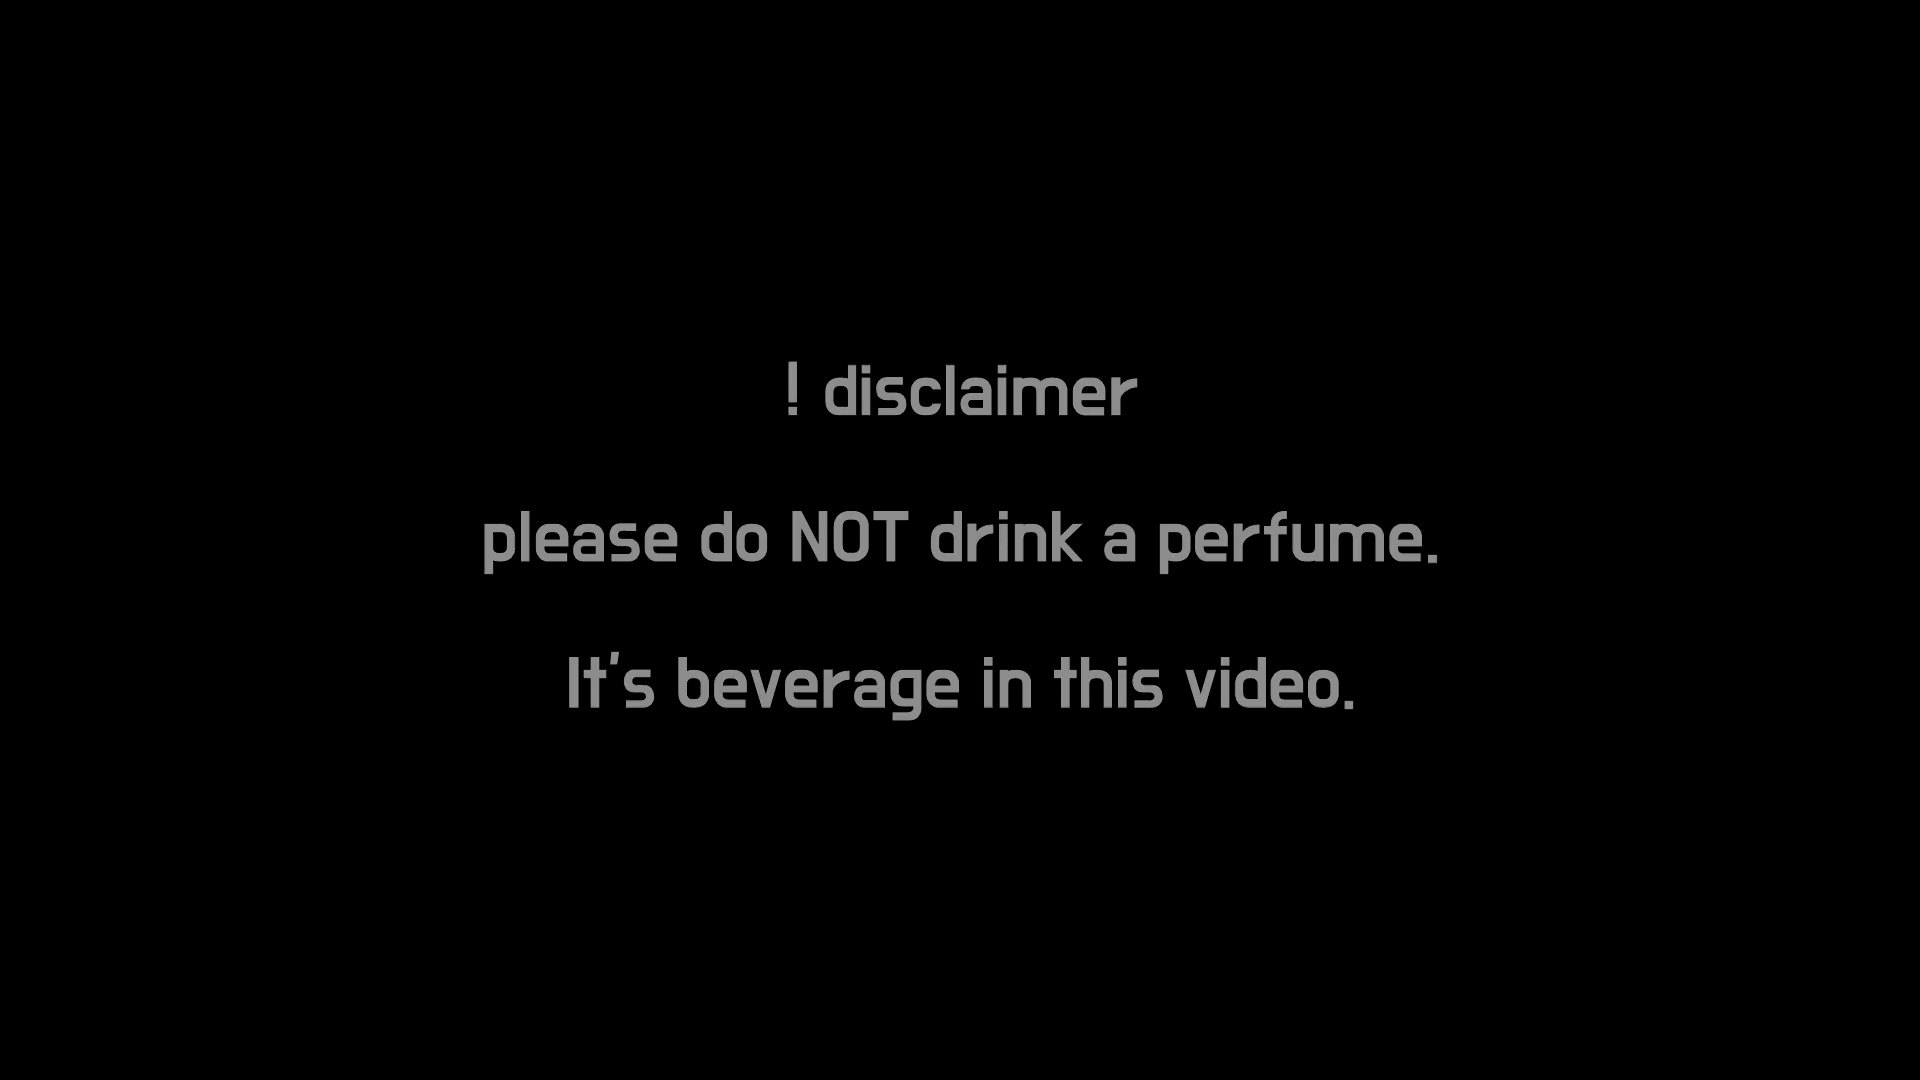 ! disclaimer
please do NOT drink a perfume.
It's beverage in this video.